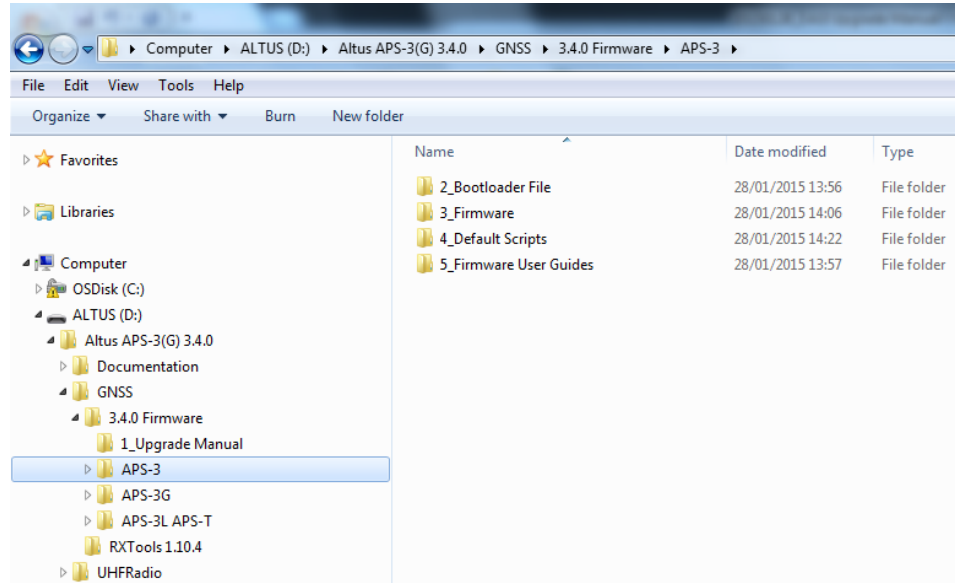 Computer ALTUS (D:) Altus APS-3(G) 3.4.0 GNSS 3.4.0 Firmware APS-3
File Edit View Tools Help
Organize Share with Burn New folder
Favorites
Libraries
Computer
OSDisk (C:)
ALTUS (D:)
Altus APS-3(G) 3.4.0
Documentation
GNSS
3.4.0 Firmware
1_Upgrade Manual
APS-3
APS-3G
APS-3L APS-T
RXTools 1.10.4
UHFRadio
Name Date modified Type
2_Bootloader File 28/01/2015 13:56 File folder
3_Firmware 28/01/2015 14:06 File folder
4_Default Scripts 28/01/2015 14:22 File folder
5_Firmware User Guides 28/01/2015 13:57 File folder